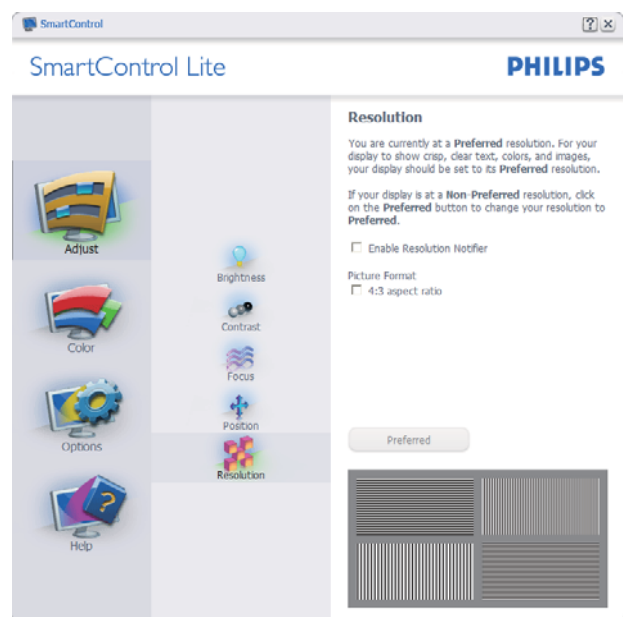 SmartControl
SmartControl Lite
PHILIPS
Adjust
Color
Options
Help
Brightness
Contrast
Focus
Position
Resolution
Resolution
You are currently at a Preferred resolution. For your
display to show crisp, clear text, colors, and images,
your display should be set to its Preferred resolution.
If your display is at a Non-Preferred resolution, click
on the Preferred button to change your resolution to
Preferred.
Enable Resolution Notifier
Picture Format
4:3 aspect ratio
Preferred